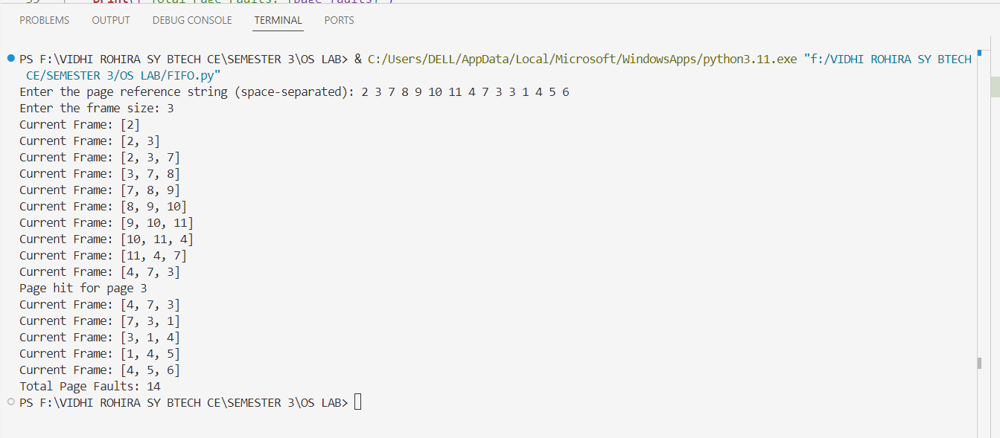 PROBLEMS OUTPUT DEBUG CONSOLE TERMINAL PORTS
PS F:\VIDHI ROHIRA SY BTECH CE\SEMESTER 3\OS LAB> & C:/Users/DELL/AppData/Local/Microsoft/WindowsApps/python3.11.exe "f:/VIDHI ROHIRA SY BTECH
CE/SEMESTER 3/OS LAB/FIFO.py"
Enter the page reference string (space-separated): 2 3 7 8 9 10 11 4 7 3 3 1 4 5 6
Enter the frame size: 3
Current Frame: [2]
Current Frame: [2, 3]
Current Frame: [2, 3, 7]
Current Frame: [3, 7, 8]
Current Frame: [7, 8, 9]
Current Frame: [8, 9, 10]
Current Frame: [9, 10, 11]
Current Frame: [10, 11, 4]
Current Frame: [11, 4, 7]
Current Frame: [4, 7, 3]
Page hit for page 3
Current Frame: [4, 7, 3]
Current Frame: [7, 3, 1]
Current Frame: [3, 1, 4]
Current Frame: [1, 4, 5]
Current Frame: [4, 5, 6]
Total Page Faults: 14
PS F:\VIDHI ROHIRA SY BTECH CE\SEMESTER 3\OS LAB>